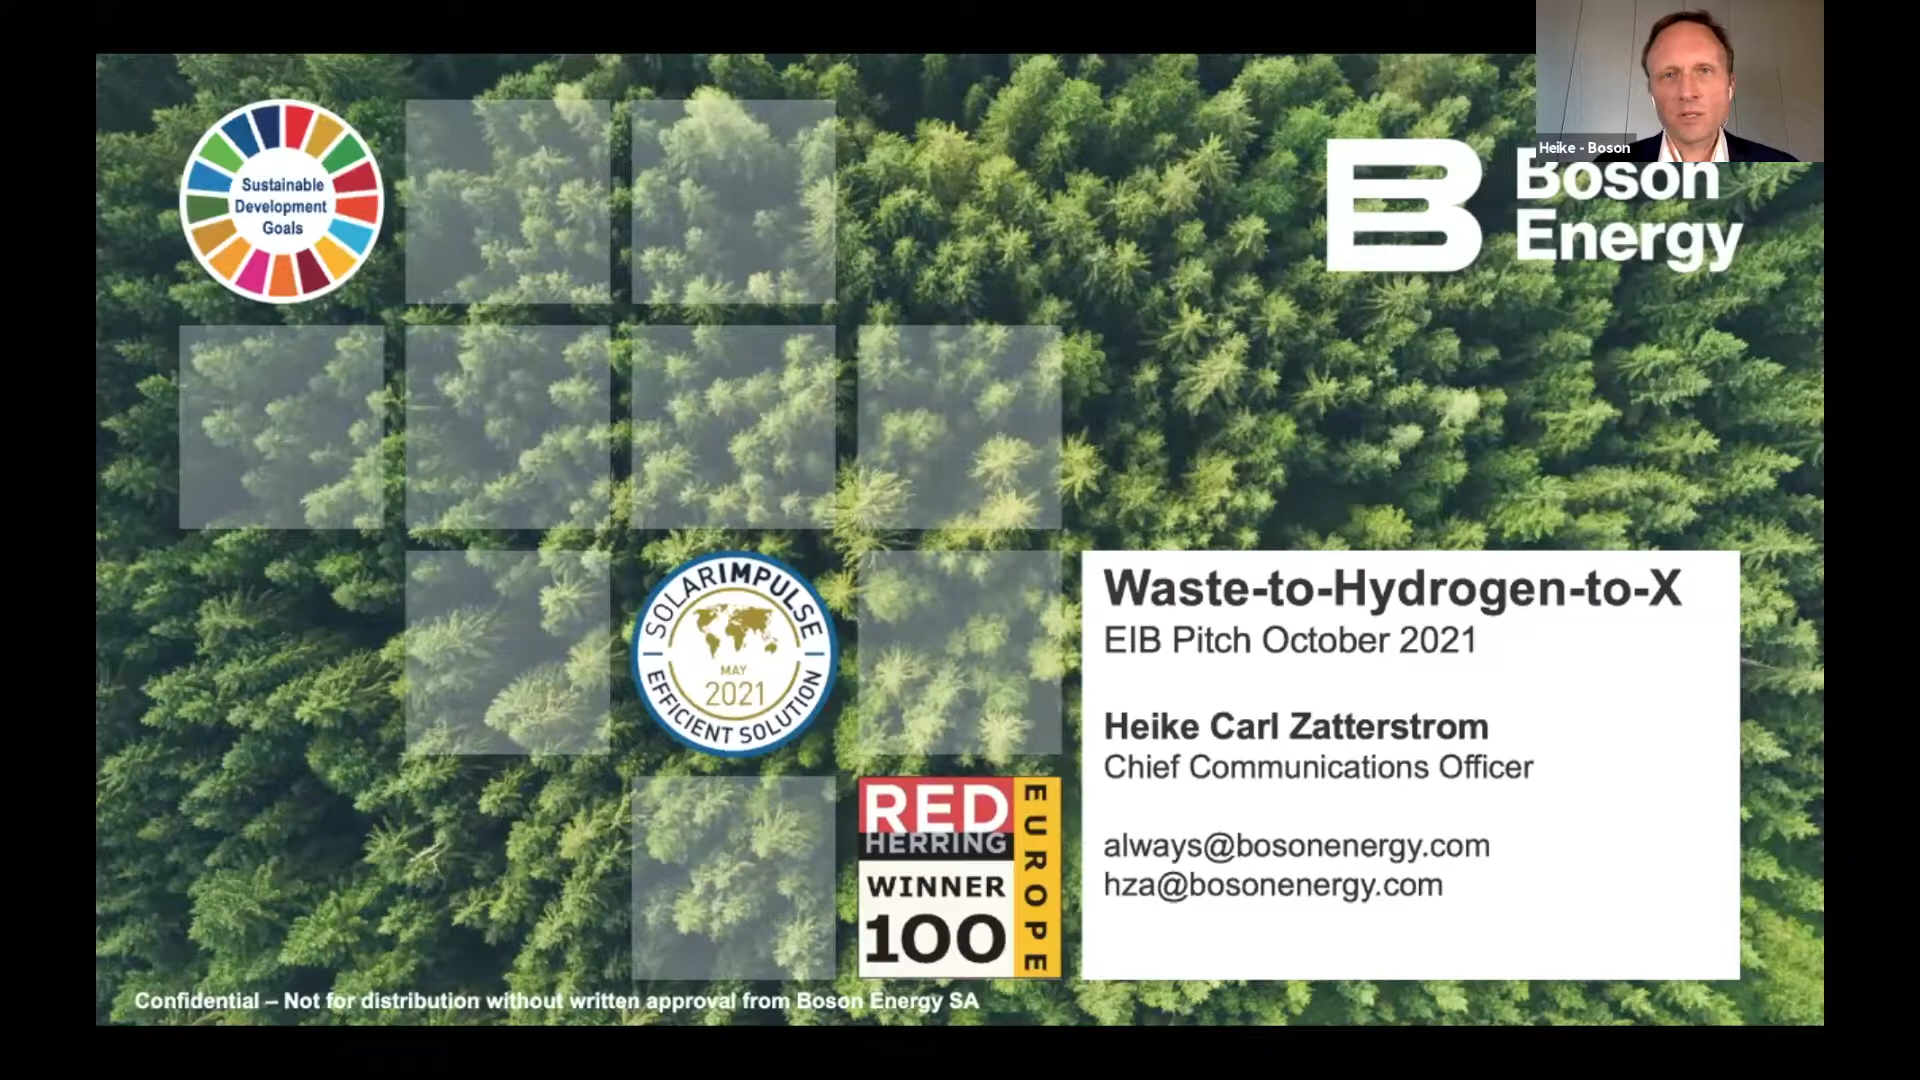 Heike - Boson
Sustainable
Development
Goals
Boson
Energy
SOLARIMPULSE
MAY
2021
EFFICIENT SOLUTION
Waste-to-Hydrogen-to-X
EIB Pitch October 2021
Heike Carl Zatterstrom
Chief Communications Officer
always@bosonenergy.com
hza@bosonenergy.com
RED
HERRING
WINNER
100
EUROPE
Confidential – Not for distribution without written approval from Boson Energy SA